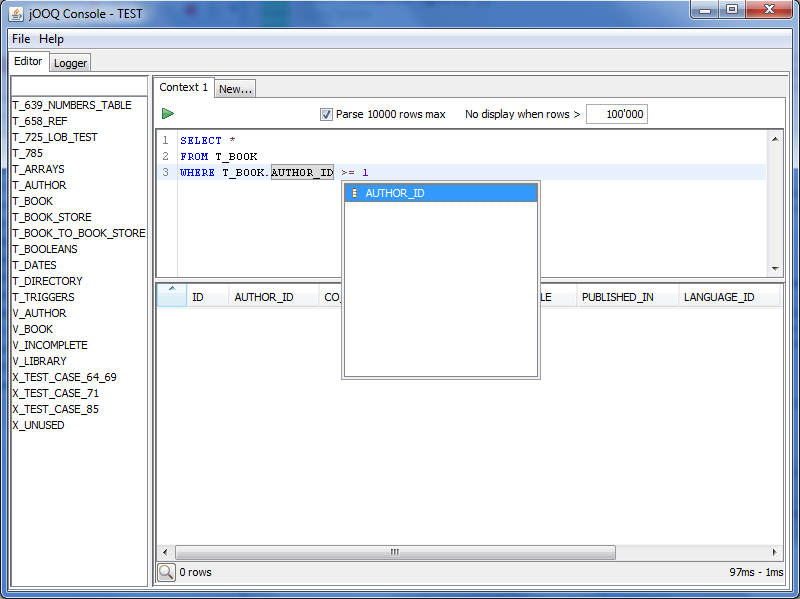 jOOQ Console - TEST
File Help
Editor Logger
T_639_NUMBERS_TABLE
T_658_REF
T_725_LOB_TEST
T_785
T_ARRAYS
T_AUTHOR
T_BOOK
T_BOOK_STORE
T_BOOK_TO_BOOK_STORE
T_BOOLEANS
T_DATES
T_DIRECTORY
T_TRIGGERS
V_AUTHOR
V_BOOK
V_INCOMPLETE
V_LIBRARY
X_TEST_CASE_64_69
X_TEST_CASE_71
X_TEST_CASE_85
X_UNUSED
Context 1 New...
Parse 10000 rows max No display when rows > 100'000
1 SELECT *
2 FROM T_BOOK
3 WHERE T_BOOK.AUTHOR_ID >= 1
AUTHOR_ID
ID AUTHOR_ID CO_ LE PUBLISHED_IN LANGUAGE_ID
0 rows 97ms - 1ms